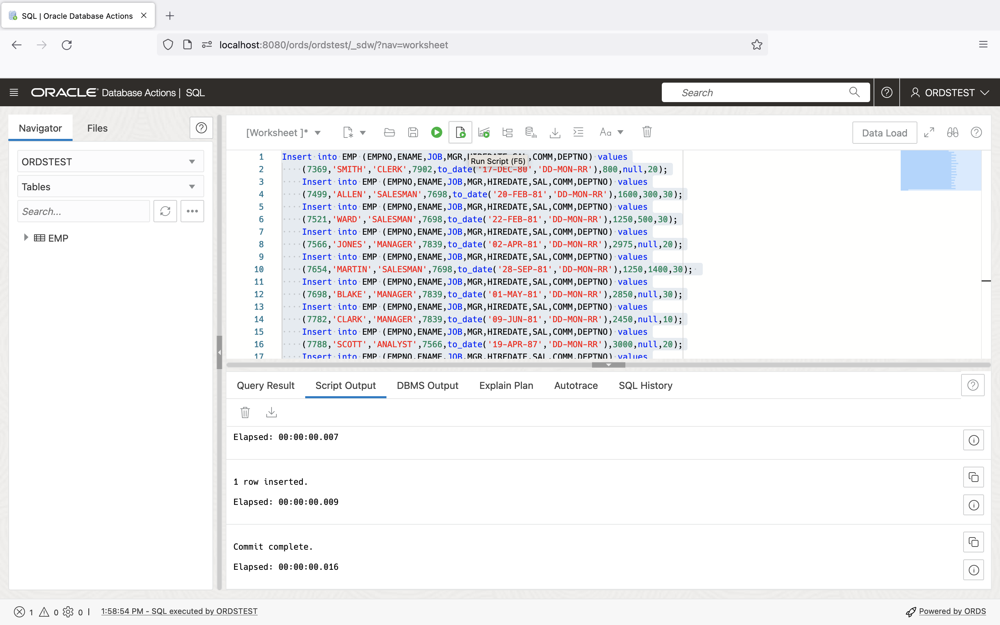 SQL | Oracle Database Actions
localhost:8080/ords/ordstest/_sdw/?nav=worksheet
ORACLE Database Actions | SQL
Search
ORDSTEST
Navigator
Files
[Worksheet ]*
Aa
Data Load
ORDSTEST
Tables
Search...
EMP
1 Insert into EMP (EMPNO,ENAME,JOB,MGR,HIREDATE,SAL,COMM,DEPTNO) values
Run Script (F5)
2 (7369,'SMITH','CLERK',7902,to_date('17-DEC-80','DD-MON-RR'),800,null,20);
3 Insert into EMP (EMPNO,ENAME,JOB,MGR,HIREDATE,SAL,COMM,DEPTNO) values
4 (7499,'ALLEN','SALESMAN',7698,to_date('20-FEB-81','DD-MON-RR'),1600,300,30);
5 Insert into EMP (EMPNO,ENAME,JOB,MGR,HIREDATE,SAL,COMM,DEPTNO) values
6 (7521,'WARD','SALESMAN',7698,to_date('22-FEB-81','DD-MON-RR'),1250,500,30);
7 Insert into EMP (EMPNO,ENAME,JOB,MGR,HIREDATE,SAL,COMM,DEPTNO) values
8 (7566,'JONES','MANAGER',7839,to_date('02-APR-81','DD-MON-RR'),2975,null,20);
9 Insert into EMP (EMPNO,ENAME,JOB,MGR,HIREDATE,SAL,COMM,DEPTNO) values
10 (7654,'MARTIN','SALESMAN',7698,to_date('28-SEP-81','DD-MON-RR'),1250,1400,30);
11 Insert into EMP (EMPNO,ENAME,JOB,MGR,HIREDATE,SAL,COMM,DEPTNO) values
12 (7698,'BLAKE','MANAGER',7839,to_date('01-MAY-81','DD-MON-RR'),2850,null,30);
13 Insert into EMP (EMPNO,ENAME,JOB,MGR,HIREDATE,SAL,COMM,DEPTNO) values
14 (7782,'CLARK','MANAGER',7839,to_date('09-JUN-81','DD-MON-RR'),2450,null,10);
15 Insert into EMP (EMPNO,ENAME,JOB,MGR,HIREDATE,SAL,COMM,DEPTNO) values
16 (7788,'SCOTT','ANALYST',7566,to_date('19-APR-87','DD-MON-RR'),3000,null,20);
17 Insert into EMP (EMPNO,ENAME,JOB,MGR,HIREDATE,SAL,COMM,DEPTNO) values
Query Result
Script Output
DBMS Output
Explain Plan
Autotrace
SQL History
Elapsed: 00:00:00.007
1 row inserted.
Elapsed: 00:00:00.009
Commit complete.
Elapsed: 00:00:00.016
1 0 0 | 1:58:54 PM - SQL executed by ORDSTEST
Powered by ORDS